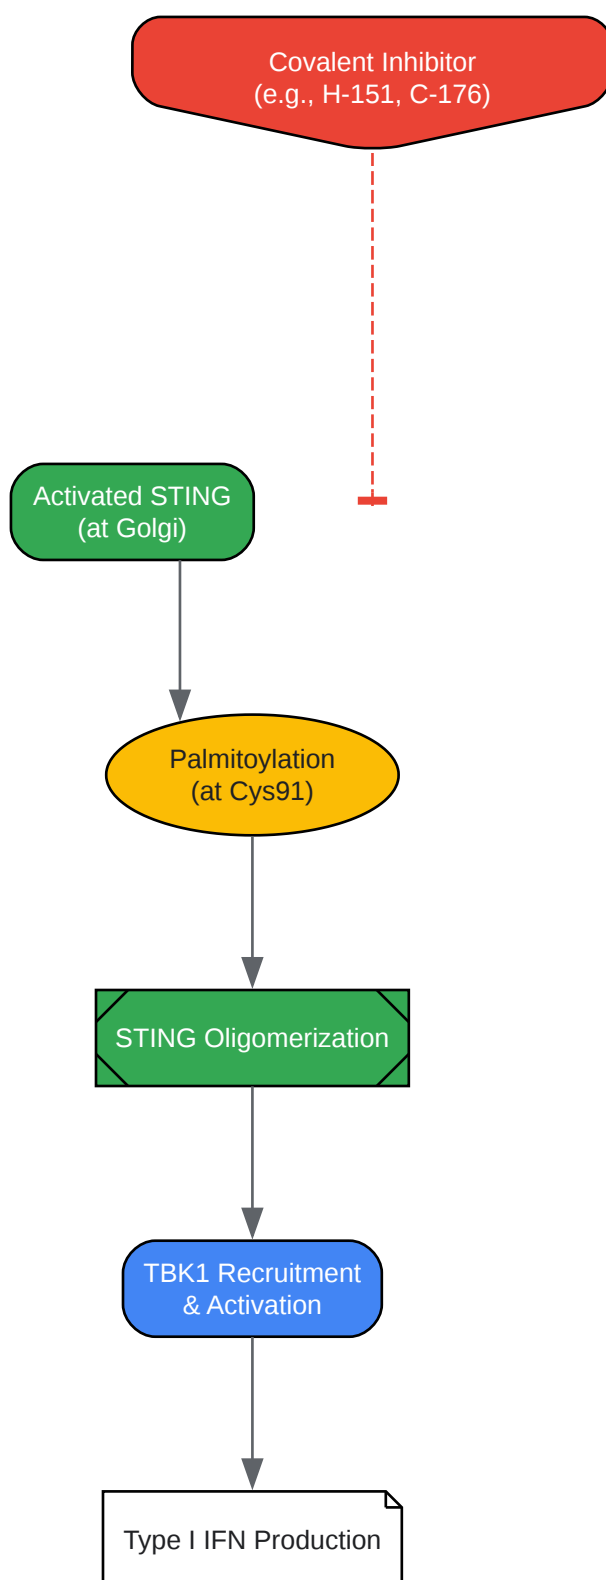 Covalent Inhibitor
(e.g., H-151, C-176)
Activated STING
(at Golgi)
Palmitoylation
(at Cys91)
STING Oligomerization
TBK1 Recruitment
& Activation
Type I IFN Production